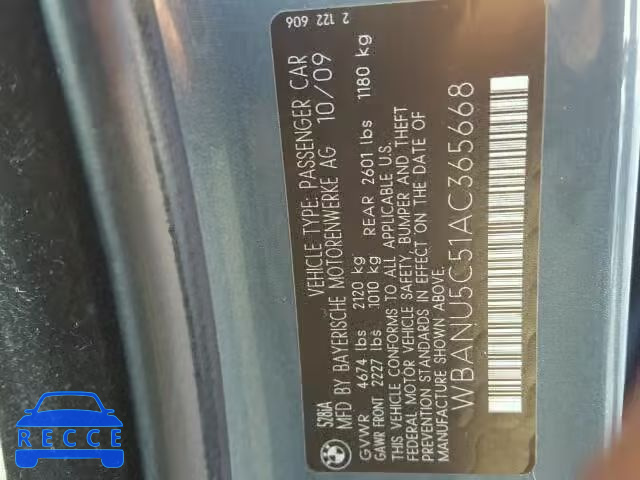 528iA
VEHICLE TYPE: PASSENGER CAR
MFD BY BAYERISCHE MOTORENWERKE AG 10/09
GVWR 4674 lbs 2120 kg
GAWR FRONT 2227 lbs 1010 kg REAR 2601 lbs 1180 kg
THIS VEHICLE CONFORMS TO ALL APPLICABLE U.S.
FEDERAL MOTOR VEHICLE SAFETY, BUMPER AND THEFT
PREVENTION STANDARDS IN EFFECT ON THE DATE OF
MANUFACTURE SHOWN ABOVE.
WBANU5C51AC365668
2 122 606
BIDFAX.INFO